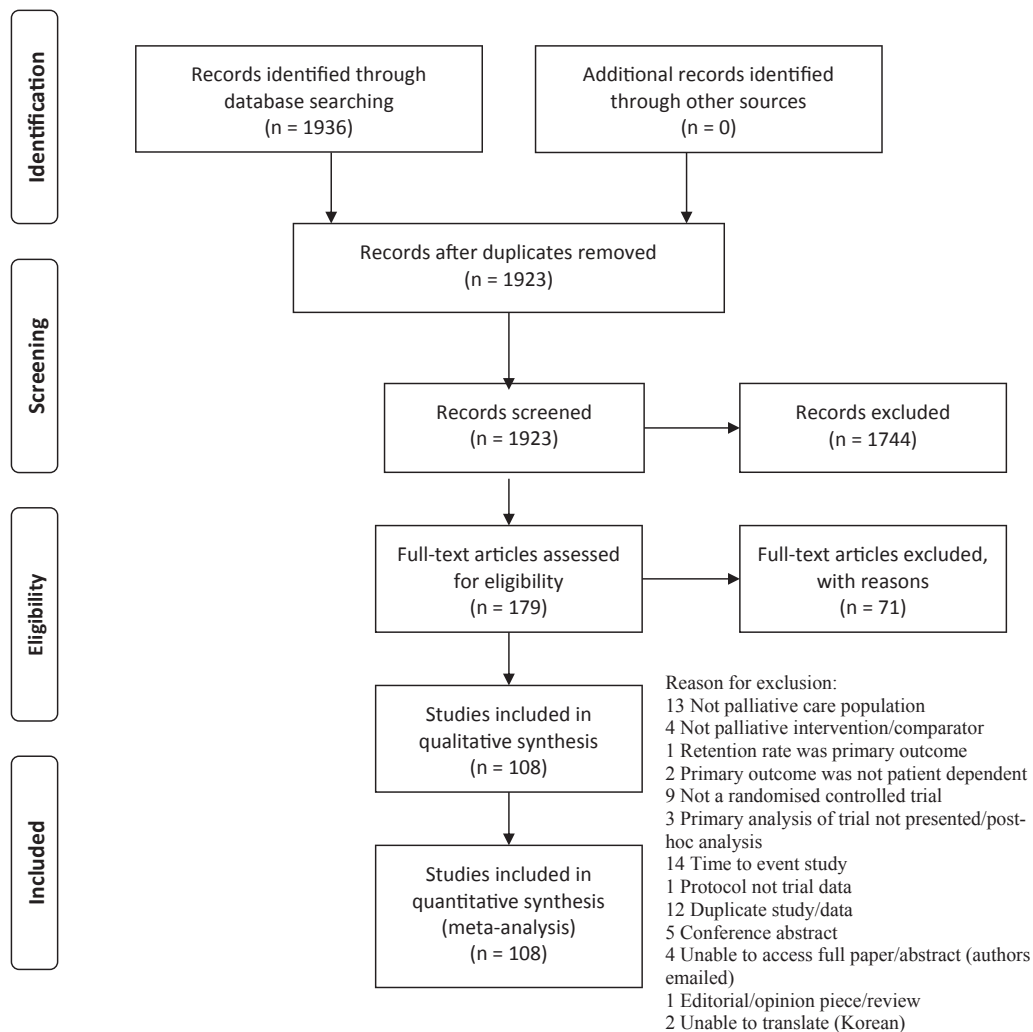 Identification
Records identified through
database searching
(n = 1936)
Additional records identified
through other sources
(n = 0)
Records after duplicates removed
(n = 1923)
Screening
Records screened
(n = 1923)
Records excluded
(n = 1744)
Eligibility
Full-text articles assessed
for eligibility
(n = 179)
Full-text articles excluded,
with reasons
(n = 71)
Studies included in
qualitative synthesis
(n = 108)
Included
Studies included in
quantitative synthesis
(meta-analysis)
(n = 108)
Reason for exclusion:
13 Not palliative care population
4 Not palliative intervention/comparator
1 Retention rate was primary outcome
2 Primary outcome was not patient dependent
9 Not a randomised controlled trial
3 Primary analysis of trial not presented/post-
hoc analysis
14 Time to event study
1 Protocol not trial data
12 Duplicate study/data
5 Conference abstract
4 Unable to access full paper/abstract (authors
emailed)
1 Editorial/opinion piece/review
2 Unable to translate (Korean)